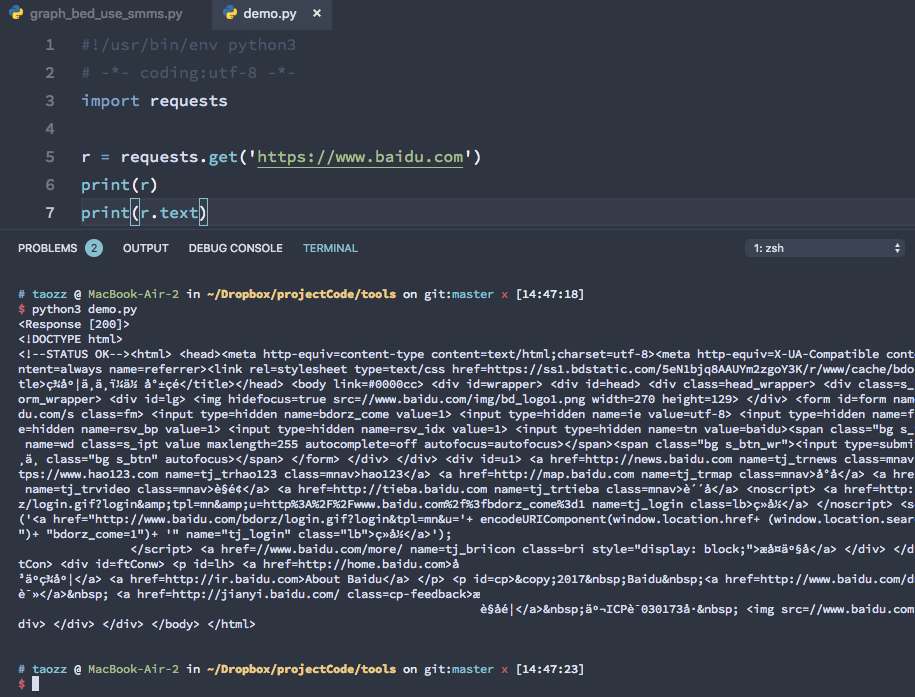 graph_bed_use_smms.py
demo.py ×
1 #!/usr/bin/env python3
2 # -*- coding:utf-8 -*-
3 import requests
4
5 r = requests.get('https://www.baidu.com')
6 print(r)
7 print(r.text)
PROBLEMS 2 OUTPUT DEBUG CONSOLE TERMINAL 1: zsh
# taozz @ MacBook-Air-2 in ~/Dropbox/projectCode/tools on git:master x [14:47:18]
$ python3 demo.py
<Response [200]>
<!DOCTYPE html>
<!--STATUS OK--><html> <head><meta http-equiv=content-type content=text/html;charset=utf-8><meta http-equiv=X-UA-Compatible cont
ntent=always name=referrer><link rel=stylesheet type=text/css href=https://ss1.bdstatic.com/5eN1bjq8AAUYm2zgoY3K/r/www/cache/bdo
tle>ç¾åº¦ä¸ä¸ï¼ä½ å°±ç¥é</title></head> <body link=#0000cc> <div id=wrapper> <div id=head> <div class=head_wrapper> <div class=s_
orm_wrapper> <div id=lg> <img hidefocus=true src=//www.baidu.com/img/bd_logo1.png width=270 height=129> </div> <form id=form nam
du.com/s class=fm> <input type=hidden name=bdorz_come value=1> <input type=hidden name=ie value=utf-8> <input type=hidden name=f
e=hidden name=rsv_bp value=1> <input type=hidden name=rsv_idx value=1> <input type=hidden name=tn value=baidu><span class="bg s_
name=wd class=s_ipt value maxlength=255 autocomplete=off autofocus=autofocus></span><span class="bg s_btn_wr"><input type=submi
¸ä¸ class="bg s_btn" autofocus></span> </form> </div> </div> <div id=u1> <a href=http://news.baidu.com name=tj_trnews class=mnav
tps://www.hao123.com name=tj_trhao123 class=mnav>hao123</a> <a href=http://map.baidu.com name=tj_trmap class=mnav>å°å</a> <a hre
name=tj_trvideo class=mnav>è§é¢</a> <a href=http://tieba.baidu.com name=tj_trtieba class=mnav>è´´å</a> <noscript> <a href=http:
z/login.gif?login&amp;tpl=mn&amp;u=http%3A%2F%2Fwww.baidu.com%2f%3fbdorz_come%3d1 name=tj_login class=lb>ç»å½</a> </noscript> <s
('<a href="http://www.baidu.com/bdorz/login.gif?login&tpl=mn&u='+ encodeURIComponent(window.location.href+ (window.location.sear
")+ "bdorz_come=1")+ '" name="tj_login" class="lb">ç»å½</a>');
</script> <a href=//www.baidu.com/more/ name=tj_briicon class=bri style="display: block;">æå¤äº§å</a> </div> </d
tCon> <div id=ftConw> <p id=lh> <a href=http://home.baidu.com>å
³äºç¾åº¦</a> <a href=http://ir.baidu.com>About Baidu</a> </p> <p id=cp>&copy;2017&nbsp;Baidu&nbsp;<a href=http://www.baidu.com/d
è¯»</a>&nbsp; <a href=http://jianyi.baidu.com/ class=cp-feedback>æ
è§åé¦</a>&nbsp;äº¬ICPè¯030173å·&nbsp; <img src=//www.baidu.com
div> </div> </div> </body> </html>
# taozz @ MacBook-Air-2 in ~/Dropbox/projectCode/tools on git:master x [14:47:23]
$